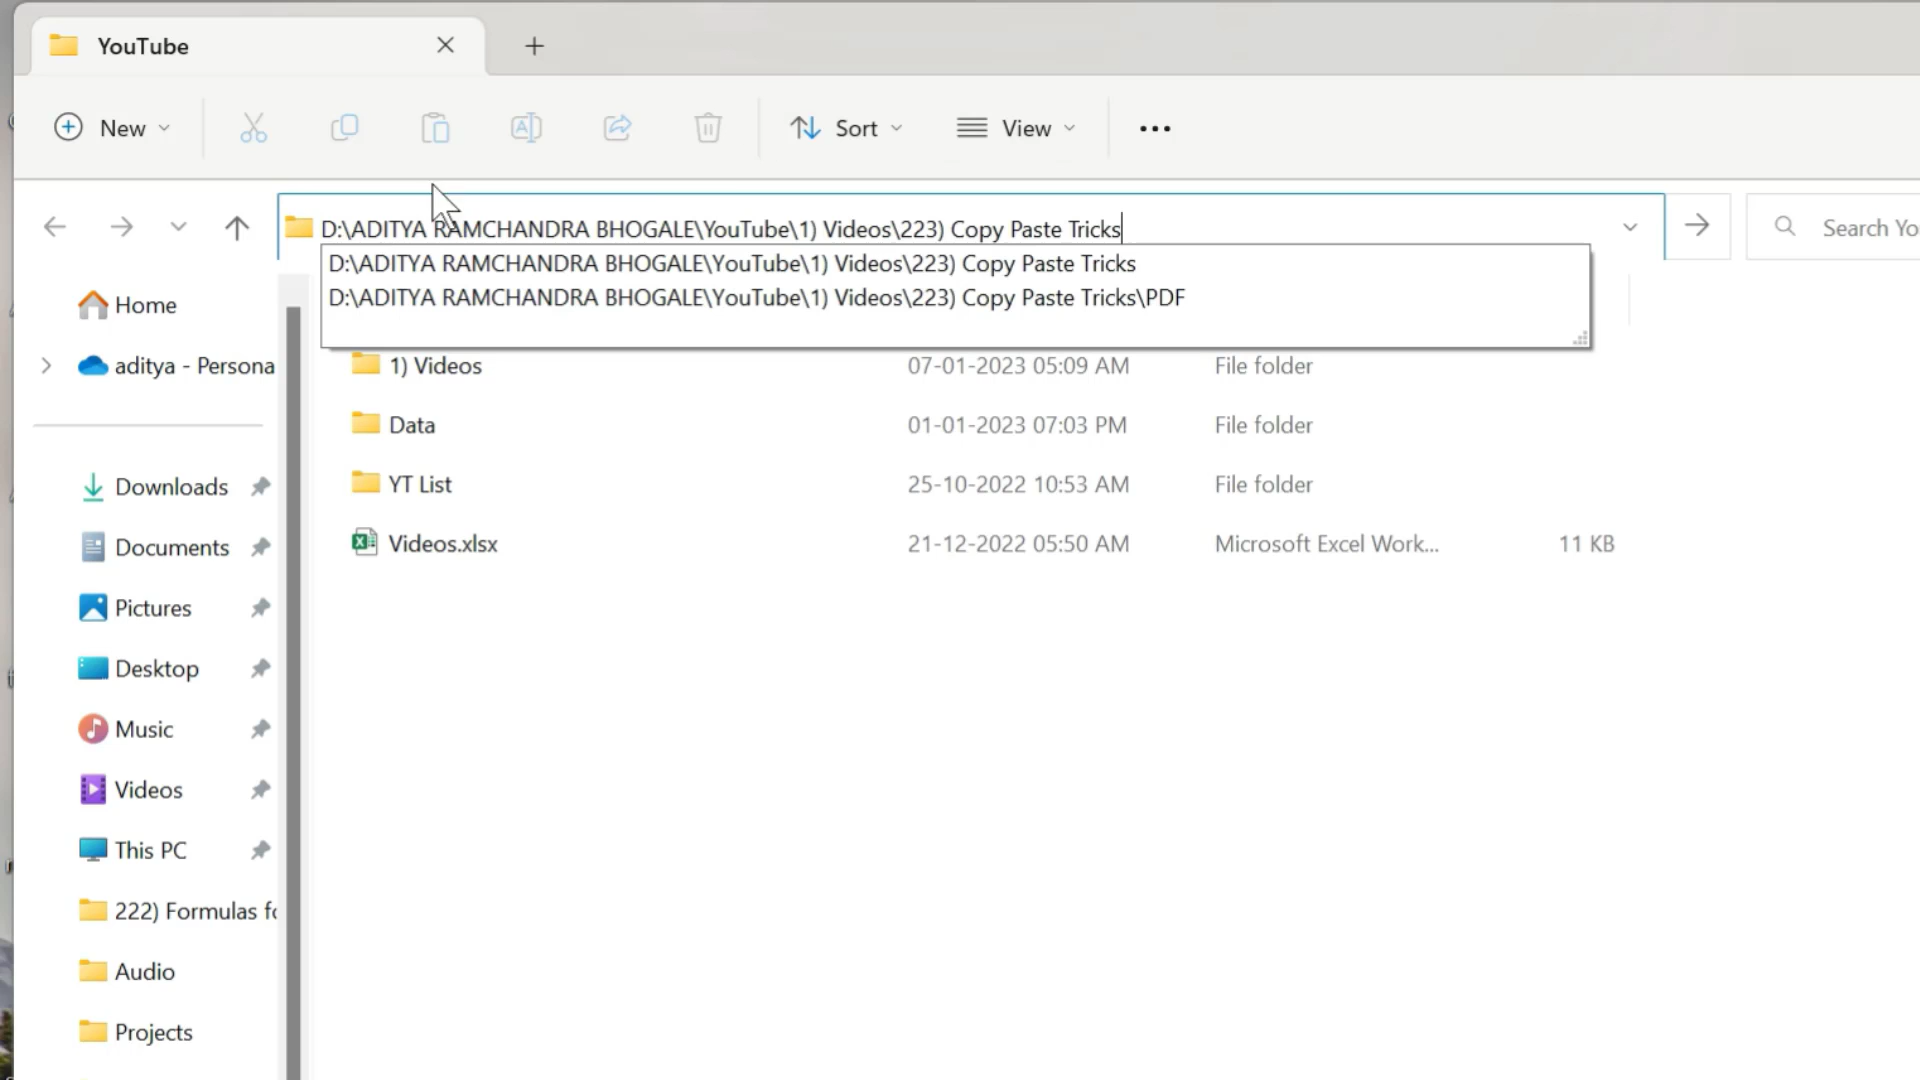 YouTube
New
Sort
View
D:\ADITYA RAMCHANDRA BHOGALE\YouTube\1) Videos\223) Copy Paste Tricks
Search Yo
D:\ADITYA RAMCHANDRA BHOGALE\YouTube\1) Videos\223) Copy Paste Tricks
D:\ADITYA RAMCHANDRA BHOGALE\YouTube\1) Videos\223) Copy Paste Tricks\PDF
Home
aditya - Persona
Downloads
Documents
Pictures
Desktop
Music
Videos
This PC
222) Formulas fo
Audio
Projects
1) Videos 07-01-2023 05:09 AM File folder
Data 01-01-2023 07:03 PM File folder
YT List 25-10-2022 10:53 AM File folder
Videos.xlsx 21-12-2022 05:50 AM Microsoft Excel Work... 11 KB